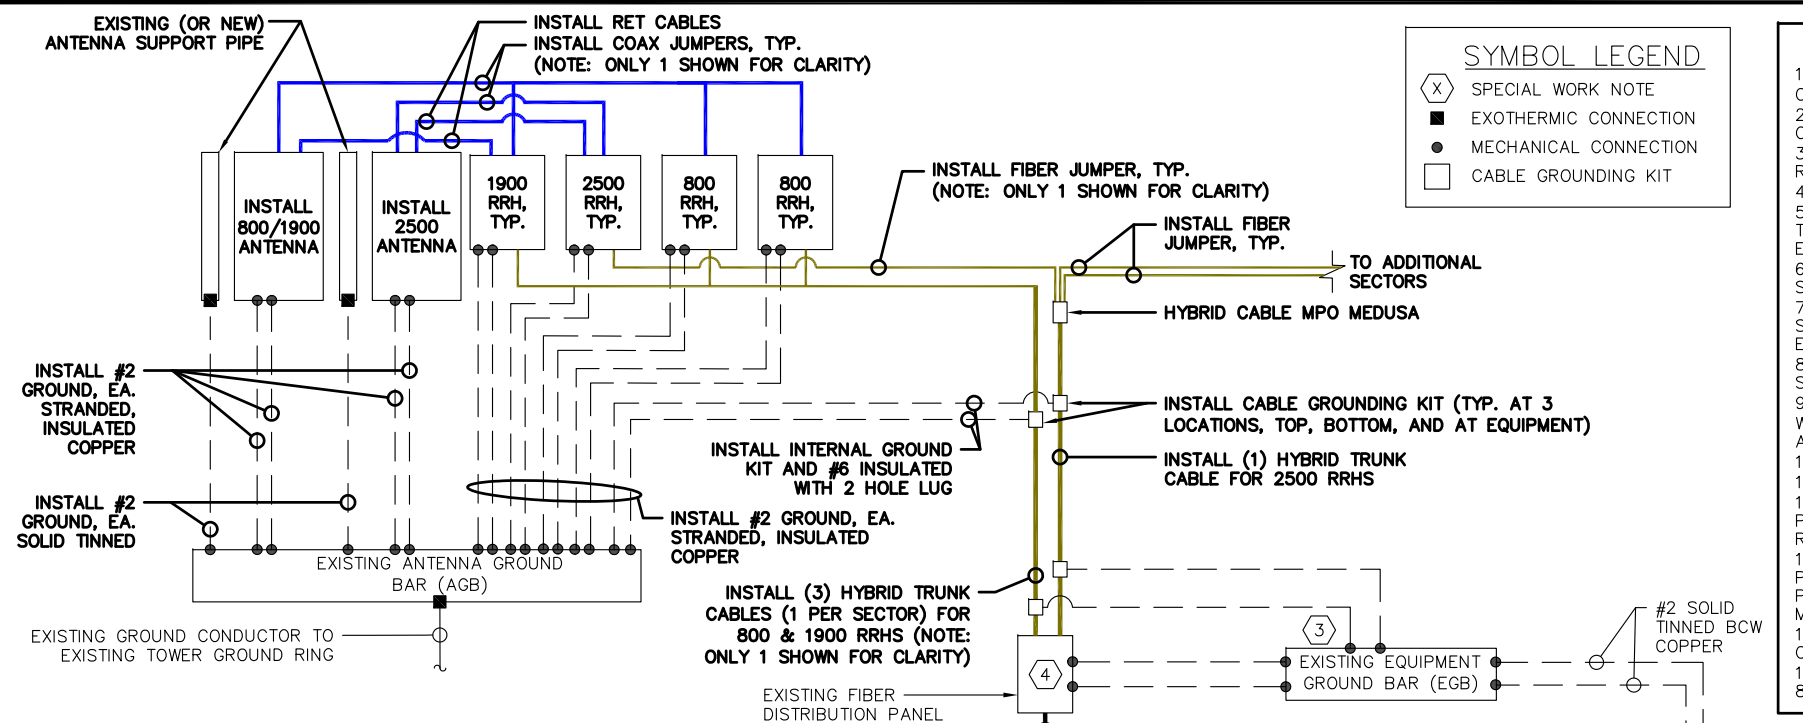 EXISTING (OR NEW)
ANTENNA SUPPORT PIPE
INSTALL RET CABLES
INSTALL COAX JUMPERS, TYP.
(NOTE: ONLY 1 SHOWN FOR CLARITY)
SYMBOL LEGEND
X SPECIAL WORK NOTE
EXOTHERMIC CONNECTION
MECHANICAL CONNECTION
CABLE GROUNDING KIT
INSTALL
800/1900
ANTENNA
INSTALL
2500
ANTENNA
1900
RRH,
TYP.
2500
RRH,
TYP.
800
RRH,
TYP.
800
RRH,
TYP.
INSTALL FIBER JUMPER, TYP.
(NOTE: ONLY 1 SHOWN FOR CLARITY)
INSTALL FIBER
JUMPER, TYP.
TO ADDITIONAL
SECTORS
HYBRID CABLE MPO MEDUSA
INSTALL #2
GROUND, EA.
STRANDED,
INSULATED
COPPER
INSTALL CABLE GROUNDING KIT (TYP. AT 3
LOCATIONS, TOP, BOTTOM, AND AT EQUIPMENT)
INSTALL INTERNAL GROUND
KIT AND #6 INSULATED
WITH 2 HOLE LUG
INSTALL (1) HYBRID TRUNK
CABLE FOR 2500 RRHS
INSTALL #2
GROUND, EA.
SOLID TINNED
INSTALL #2 GROUND, EA.
STRANDED, INSULATED
COPPER
EXISTING ANTENNA GROUND
BAR (AGB)
INSTALL (3) HYBRID TRUNK
CABLES (1 PER SECTOR) FOR
800 & 1900 RRHS (NOTE:
ONLY 1 SHOWN FOR CLARITY)
EXISTING GROUND CONDUCTOR TO
EXISTING TOWER GROUND RING
3
#2 SOLID
TINNED BCW
COPPER
4
EXISTING EQUIPMENT
GROUND BAR (EGB)
EXISTING FIBER
DISTRIBUTION PANEL